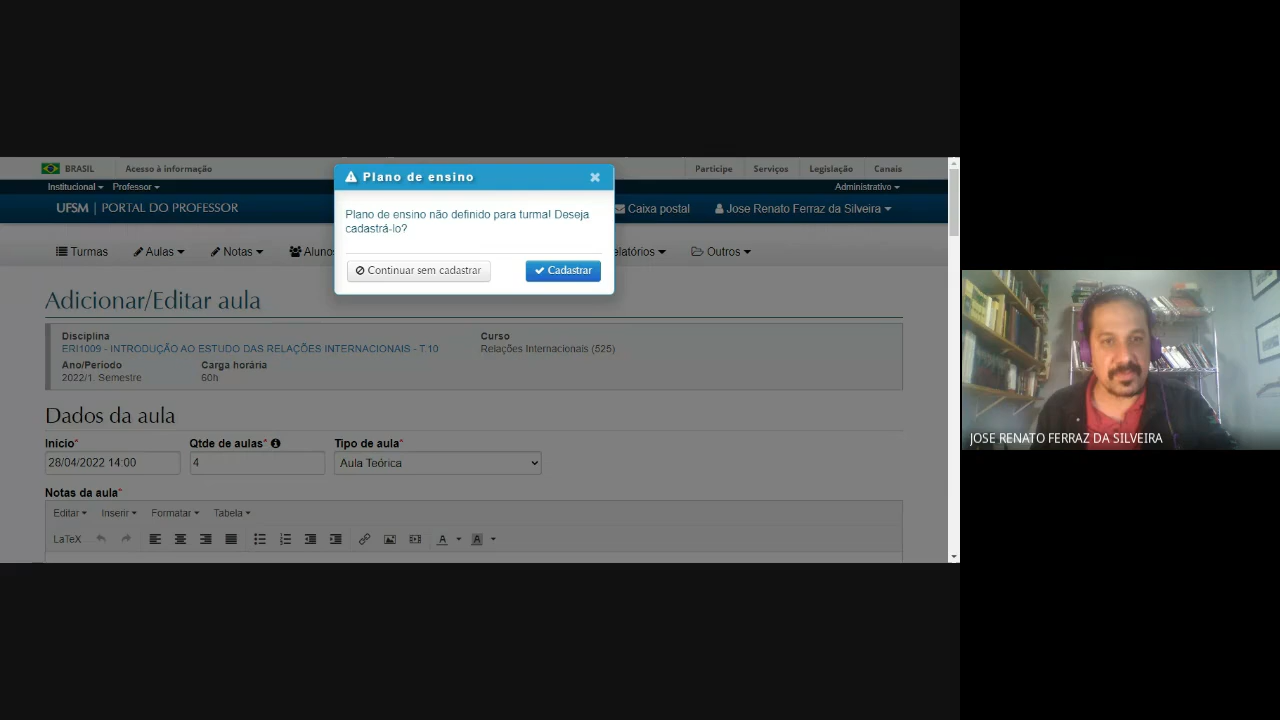 BRASIL Acesso à informação Participe Serviços Legislação Canais
Institucional Professor Administrativo
UFSM | PORTAL DO PROFESSOR Caixa postal Jose Renato Ferraz da Silveira
Turmas Aulas Notas Outros
Plano de ensino
Plano de ensino não definido para turma! Deseja
cadastrá-lo?
Continuar sem cadastrar Cadastrar
Adicionar/Editar aula
Disciplina Curso
ERI1009 - INTRODUÇÃO AO ESTUDO DAS RELAÇÕES INTERNACIONAIS - T 10 Relações Internacionais (525)
Ano/Período Carga horária
2022/1. Semestre 60h
Dados da aula
Início* Qtde de aulas* Tipo de aula*
28/04/2022 14:00 4 Aula Teórica
Notas da aula*
Editar Inserir Formatar Tabela
LaTeX A A
JOSE RENATO FERRAZ DA SILVEIRA